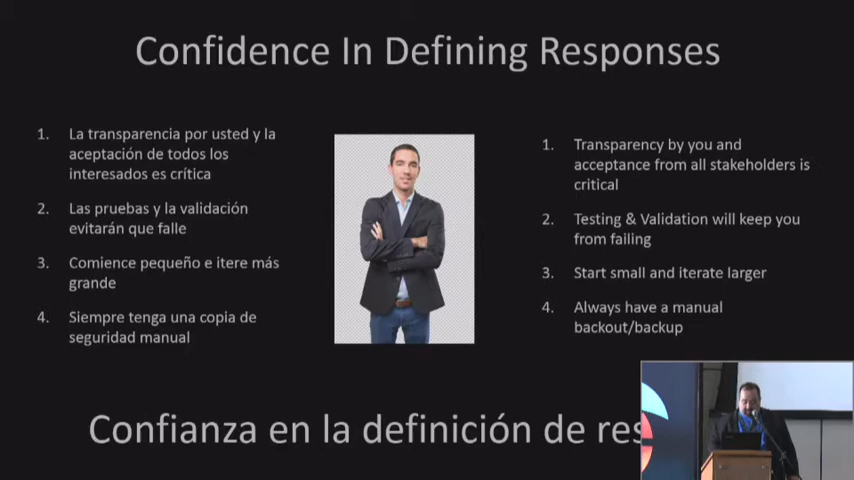 Confidence In Defining Responses
1. La transparencia por usted y la
aceptación de todos los
interesados es crítica
2. Las pruebas y la validación
evitarán que falle
3. Comience pequeño e itere más
grande
4. Siempre tenga una copia de
seguridad manual
1. Transparency by you and
acceptance from all stakeholders is
critical
2. Testing & Validation will keep you
from failing
3. Start small and iterate larger
4. Always have a manual
backout/backup
Confianza en la definición de res